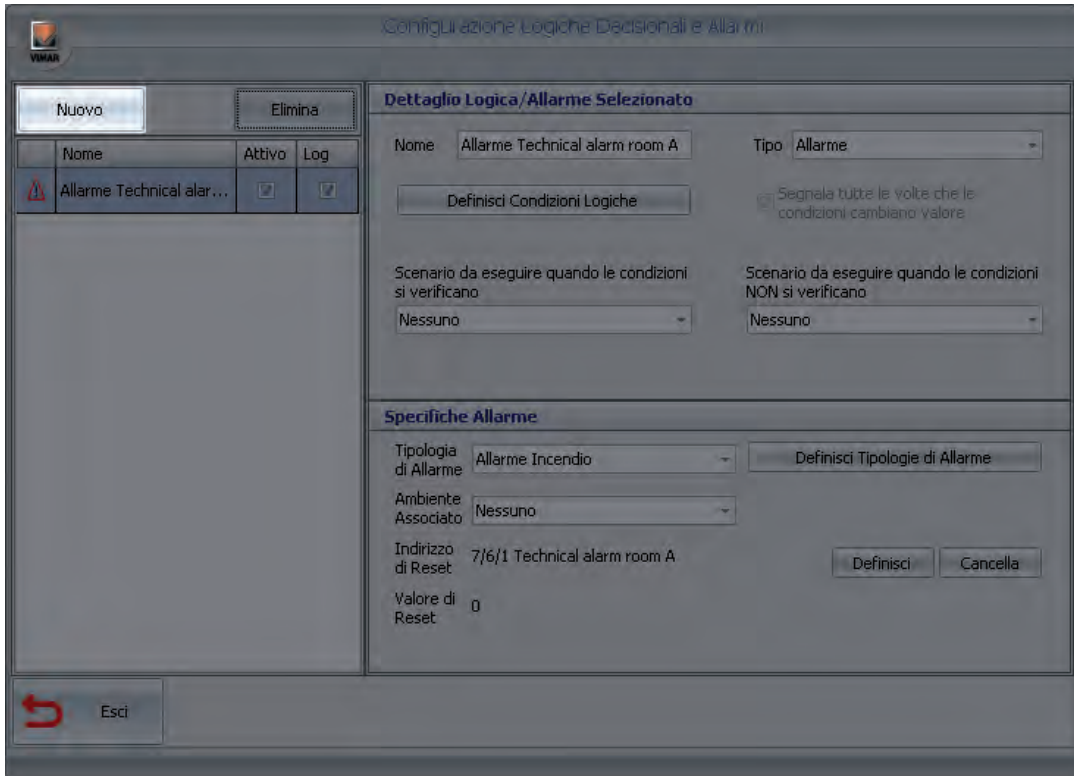 Configurazione Logiche Decisionali e Allarmi
VIMAR
Nuovo
Elimina
Nome
Attivo
Log
Allarme Technical alar...
Dettaglio Logica/Allarme Selezionato
Nome
Allarme Technical alarm room A
Tipo
Allarme
Definisci Condizioni Logiche
Segnala tutte le volte che le
condizioni cambiano valore
Scenario da eseguire quando le condizioni
si verificano
Nessuno
Scenario da eseguire quando le condizioni
NON si verificano
Nessuno
Specifiche Allarme
Tipologia
di Allarme
Allarme Incendio
Definisci Tipologie di Allarme
Ambiente
Associato
Nessuno
Indirizzo
di Reset
7/6/1 Technical alarm room A
Definisci
Cancella
Valore di
Reset
0
Esci